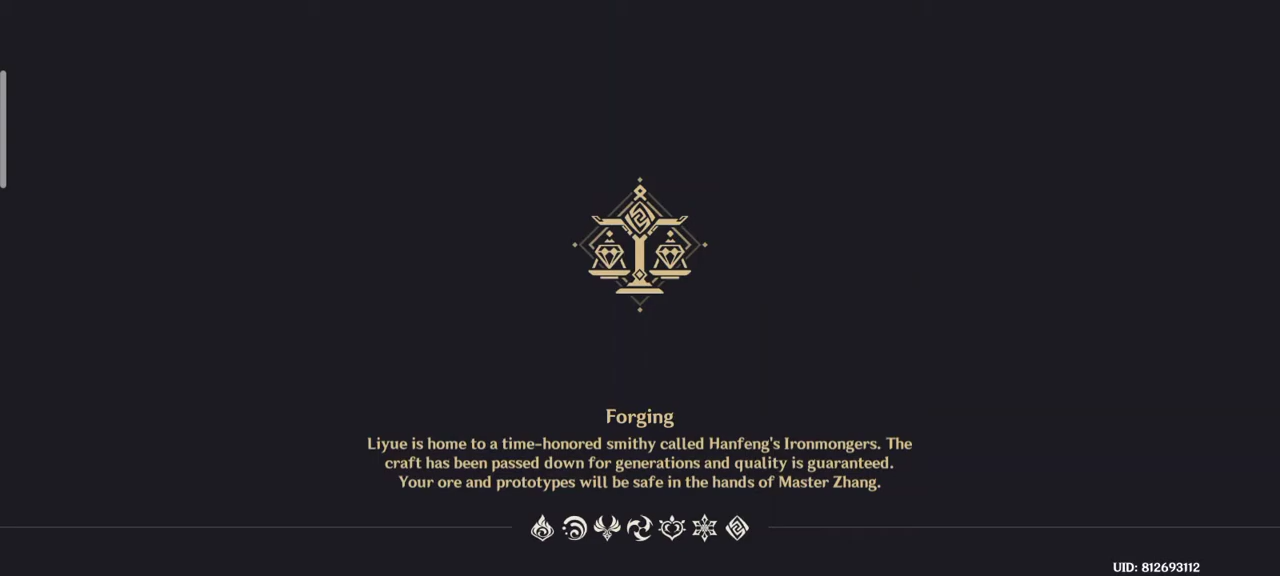 Forging
Liyue is home to a time-honored smithy called Hanfeng's Ironmongers. The
craft has been passed down for generations and quality is guaranteed.
Your ore and prototypes will be safe in the hands of Master Zhang.
UID: 812693112